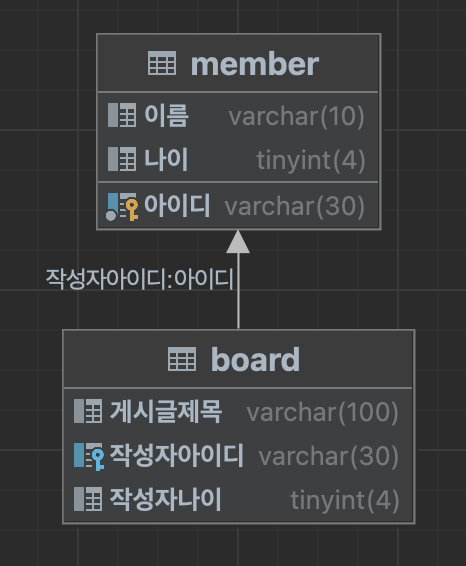 member
이름 varchar(10)
나이 tinyint(4)
아이디 varchar(30)
작성자아이디:아이디
board
게시글제목 varchar(100)
작성자아이디 varchar(30)
작성자나이 tinyint(4)